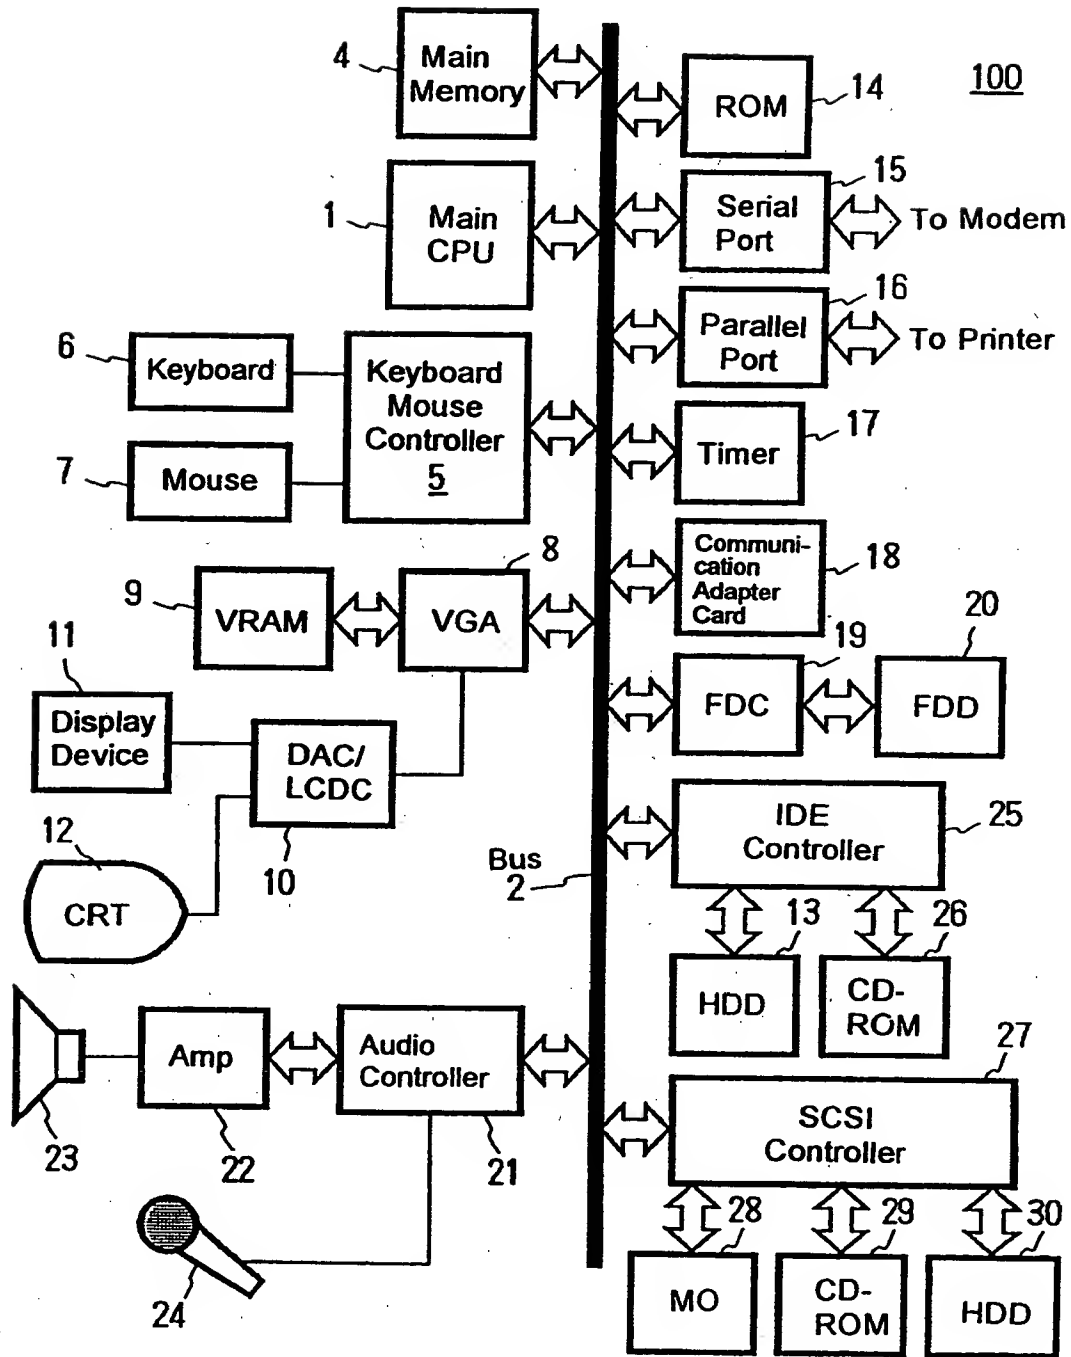 4
Main
Memory
ROM
14
100
1
Main
CPU
15
Serial
Port
To Modem
16
Parallel
Port
To Printer
6
Keyboard
7
Mouse
Keyboard
Mouse
Controller
5
17
Timer
18
Communi-
cation
Adapter
Card
9
VRAM
8
VGA
19
FDC
20
FDD
11
Display
Device
DAC/
LCDC
10
12
CRT
Bus
2
IDE
Controller
25
13
HDD
26
CD-
ROM
23
Amp
22
Audio
Controller
21
24
27
SCSI
Controller
28
MO
29
CD-
ROM
30
HDD